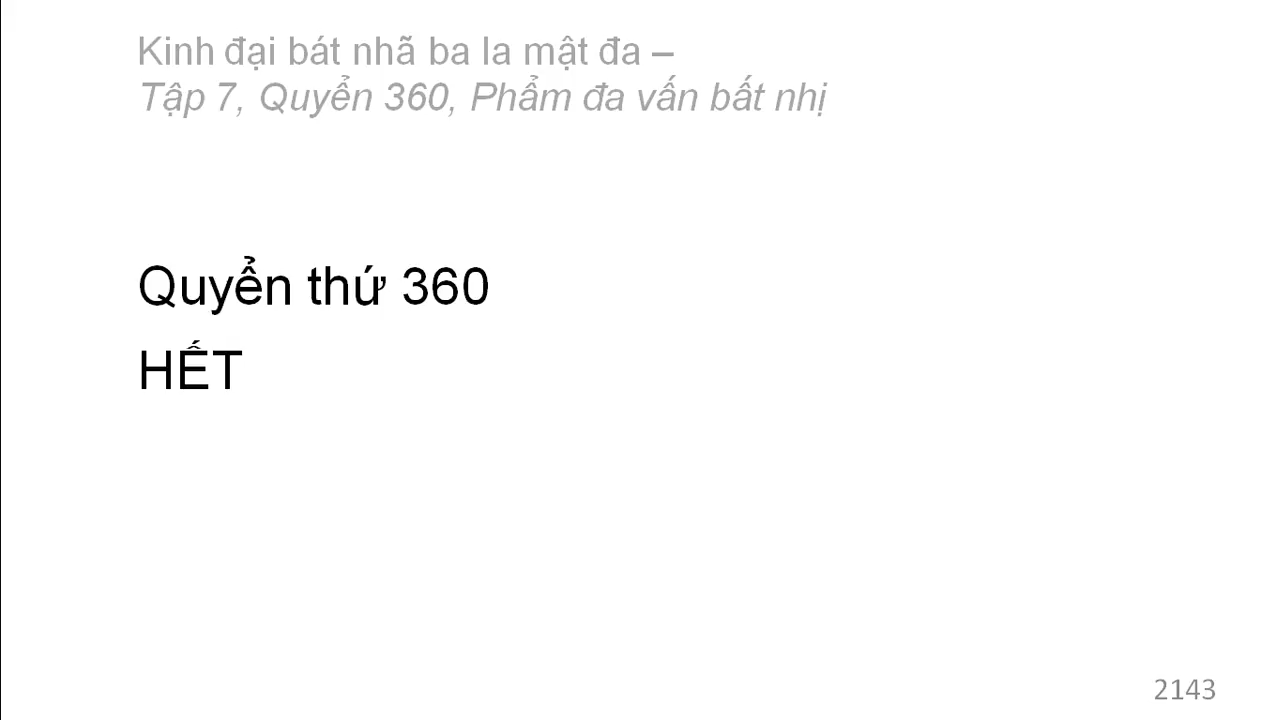 Kinh đại bát nhã ba la mật đa –
Tập 7, Quyển 360, Phẩm đa vấn bất nhị
Quyển thứ 360
HẾT
2143